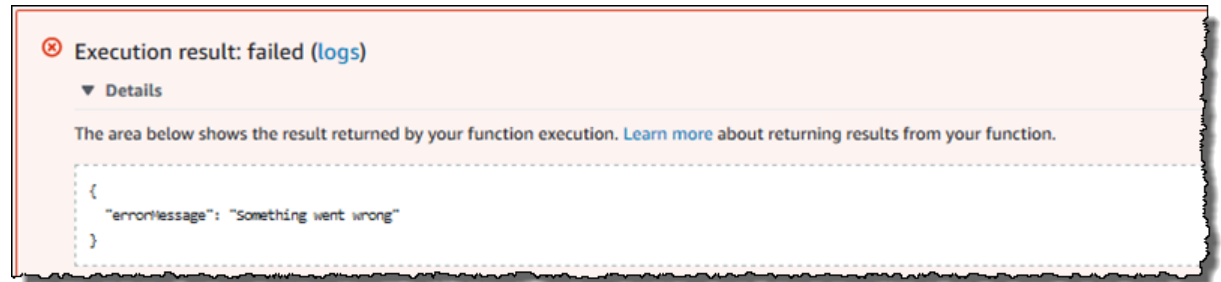 Execution result: failed (logs)
▼ Details
The area below shows the result returned by your function execution. Learn more about returning results from your function.
{
  "errorMessage": "Something went wrong"
}